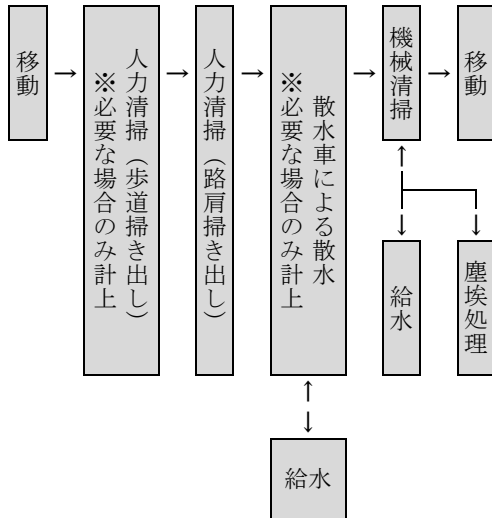 移動
→
人力清掃（歩道掃き出し）
※必要な場合のみ計上
→
人力清掃（路肩掃き出し）
→
散水車による散水
※必要な場合のみ計上
→
機械清掃
→
移動
給水
塵埃処理
給水